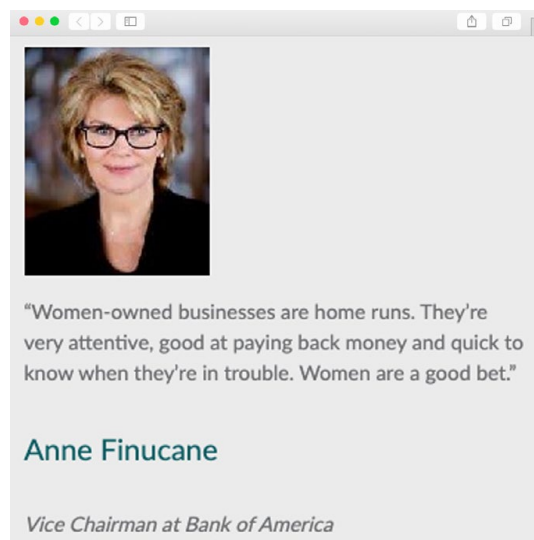 “Women-owned businesses are home runs. They’re
very attentive, good at paying back money and quick to
know when they’re in trouble. Women are a good bet.”
Anne Finucane
Vice Chairman at Bank of America